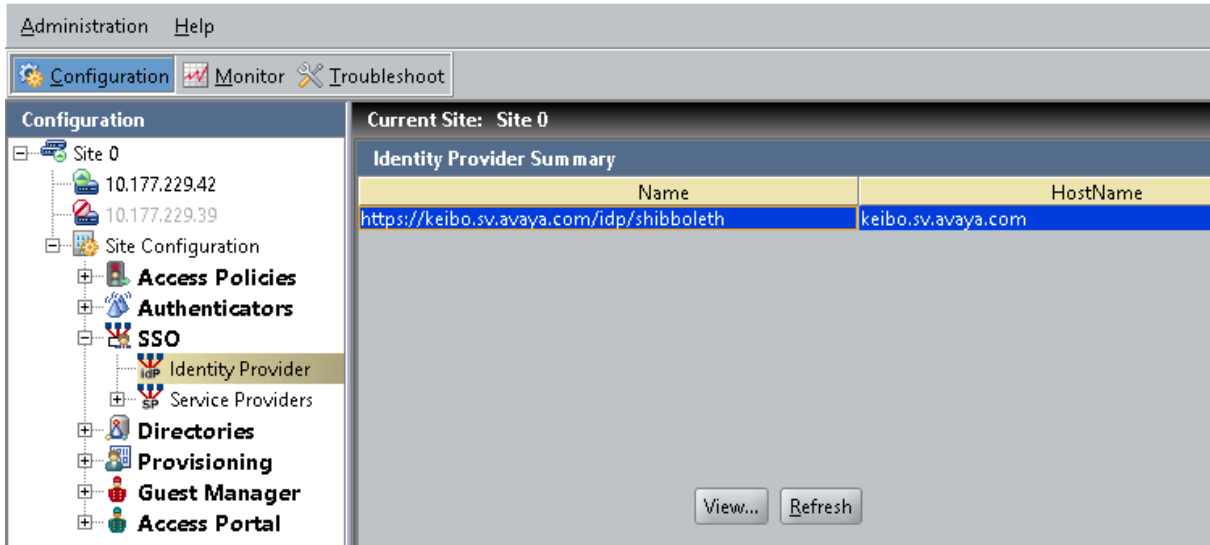 Administration Help
Configuration Monitor Troubleshoot
Configuration
Current Site: Site 0
Site 0
Identity Provider Summary
10.177.229.42
Name HostName
10.177.229.39
https://keibo.sv.avaya.com/idp/shibboleth keibo.sv.avaya.com
Site Configuration
Access Policies
Authenticators
SSO
idP Identity Provider
SP Service Providers
Directories
Provisioning
Guest Manager
View... Refresh
Access Portal